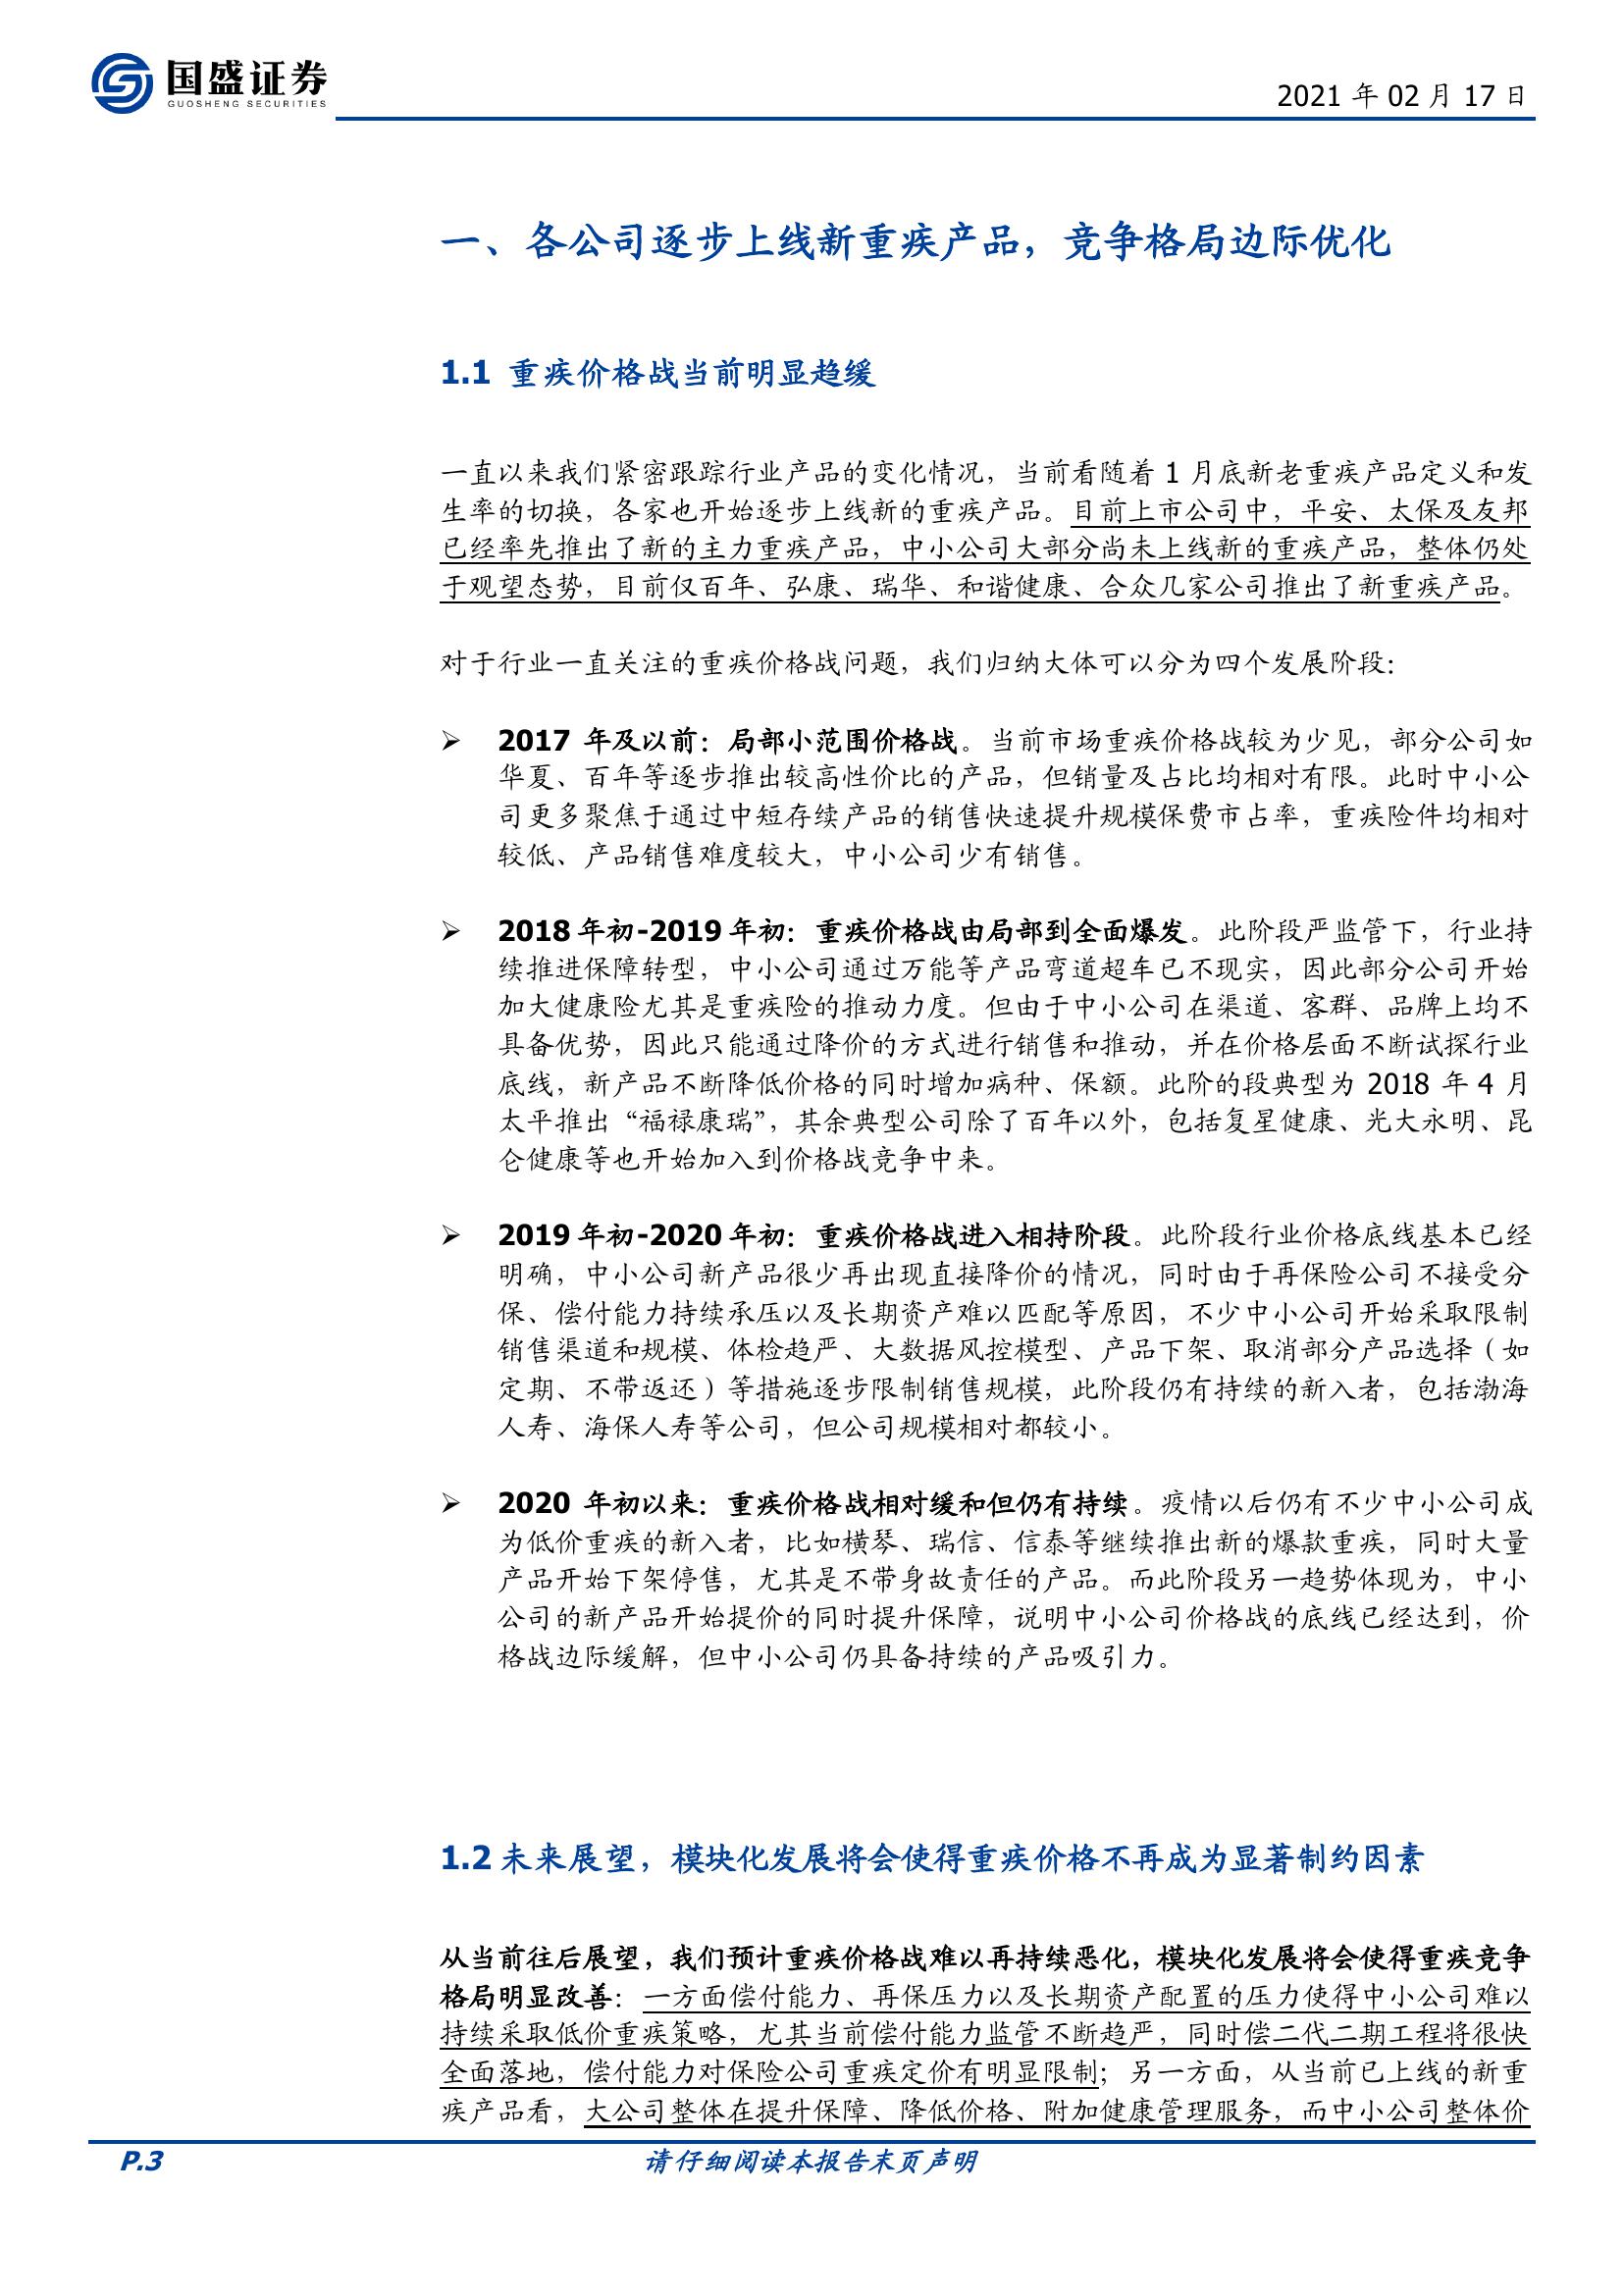 国盛证券
GUOSHENG SECURITIES
2021 年 02 月 17 日
一、各公司逐步上线新重疾产品，竞争格局边际优化
1.1 重疾价格战当前明显趋缓
一直以来我们紧密跟踪行业产品的变化情况，当前看随着 1 月底新老重疾产品定义和发
生率的切换，各家也开始逐步上线新的重疾产品。目前上市公司中，平安、太保及友邦
已经率先推出了新的主力重疾产品，中小公司大部分尚未上线新的重疾产品，整体仍处
于观望态势，目前仅百年、弘康、瑞华、和谐健康、合众几家公司推出了新重疾产品。
对于行业一直关注的重疾价格战问题，我们归纳大体可以分为四个发展阶段：
➢ 2017 年及以前：局部小范围价格战。当前市场重疾价格战较为少见，部分公司如
华夏、百年等逐步推出较高性价比的产品，但销量及占比均相对有限。此时中小公
司更多聚焦于通过中短存续产品的销售快速提升规模保费市占率，重疾险件均相对
较低、产品销售难度较大，中小公司少有销售。
➢ 2018 年初-2019 年初：重疾价格战由局部到全面爆发。此阶段严监管下，行业持
续推进保障转型，中小公司通过万能等产品弯道超车已不现实，因此部分公司开始
加大健康险尤其是重疾险的推动力度。但由于中小公司在渠道、客群、品牌上均不
具备优势，因此只能通过降价的方式进行销售和推动，并在价格层面不断试探行业
底线，新产品不断降低价格的同时增加病种、保额。此阶的段典型为 2018 年 4 月
太平推出“福禄康瑞”，其余典型公司除了百年以外，包括复星健康、光大永明、昆
仑健康等也开始加入到价格战竞争中来。
➢ 2019 年初-2020 年初：重疾价格战进入相持阶段。此阶段行业价格底线基本已经
明确，中小公司新产品很少再出现直接降价的情况，同时由于再保险公司不接受分
保、偿付能力持续承压以及长期资产难以匹配等原因，不少中小公司开始采取限制
销售渠道和规模、体检趋严、大数据风控模型、产品下架、取消部分产品选择（如
定期、不带返还）等措施逐步限制销售规模，此阶段仍有持续的新入者，包括渤海
人寿、海保人寿等公司，但公司规模相对都较小。
➢ 2020 年初以来：重疾价格战相对缓和但仍有持续。疫情以后仍有不少中小公司成
为低价重疾的新入者，比如横琴、瑞信、信泰等继续推出新的爆款重疾，同时大量
产品开始下架停售，尤其是不带身故责任的产品。而此阶段另一趋势体现为，中小
公司的新产品开始提价的同时提升保障，说明中小公司价格战的底线已经达到，价
格战边际缓解，但中小公司仍具备持续的产品吸引力。
1.2 未来展望，模块化发展将会使得重疾价格不再成为显著制约因素
从当前往后展望，我们预计重疾价格战难以再持续恶化，模块化发展将会使得重疾竞争
格局明显改善：一方面偿付能力、再保压力以及长期资产配置的压力使得中小公司难以
持续采取低价重疾策略，尤其当前偿付能力监管不断趋严，同时偿二代二期工程将很快
全面落地，偿付能力对保险公司重疾定价有明显限制；另一方面，从当前已上线的新重
疾产品看，大公司整体在提升保障、降低价格、附加健康管理服务，而中小公司整体价
P.3
请仔细阅读本报告末页声明